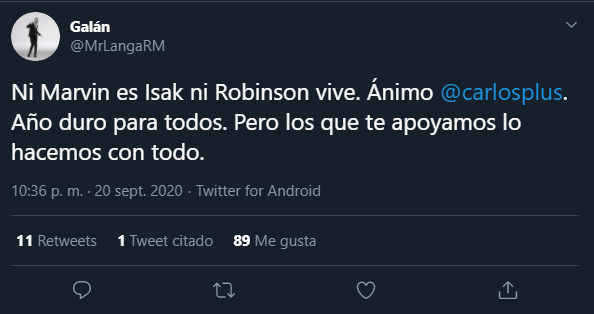 Galán
@MrLangaRM
Ni Marvin es Isak ni Robinson vive. Ánimo @carlosplus.
Año duro para todos. Pero los que te apoyamos lo
hacemos con todo.
10:36 p. m. · 20 sept. 2020 · Twitter for Android
11 Retweets 1 Tweet citado 89 Me gusta